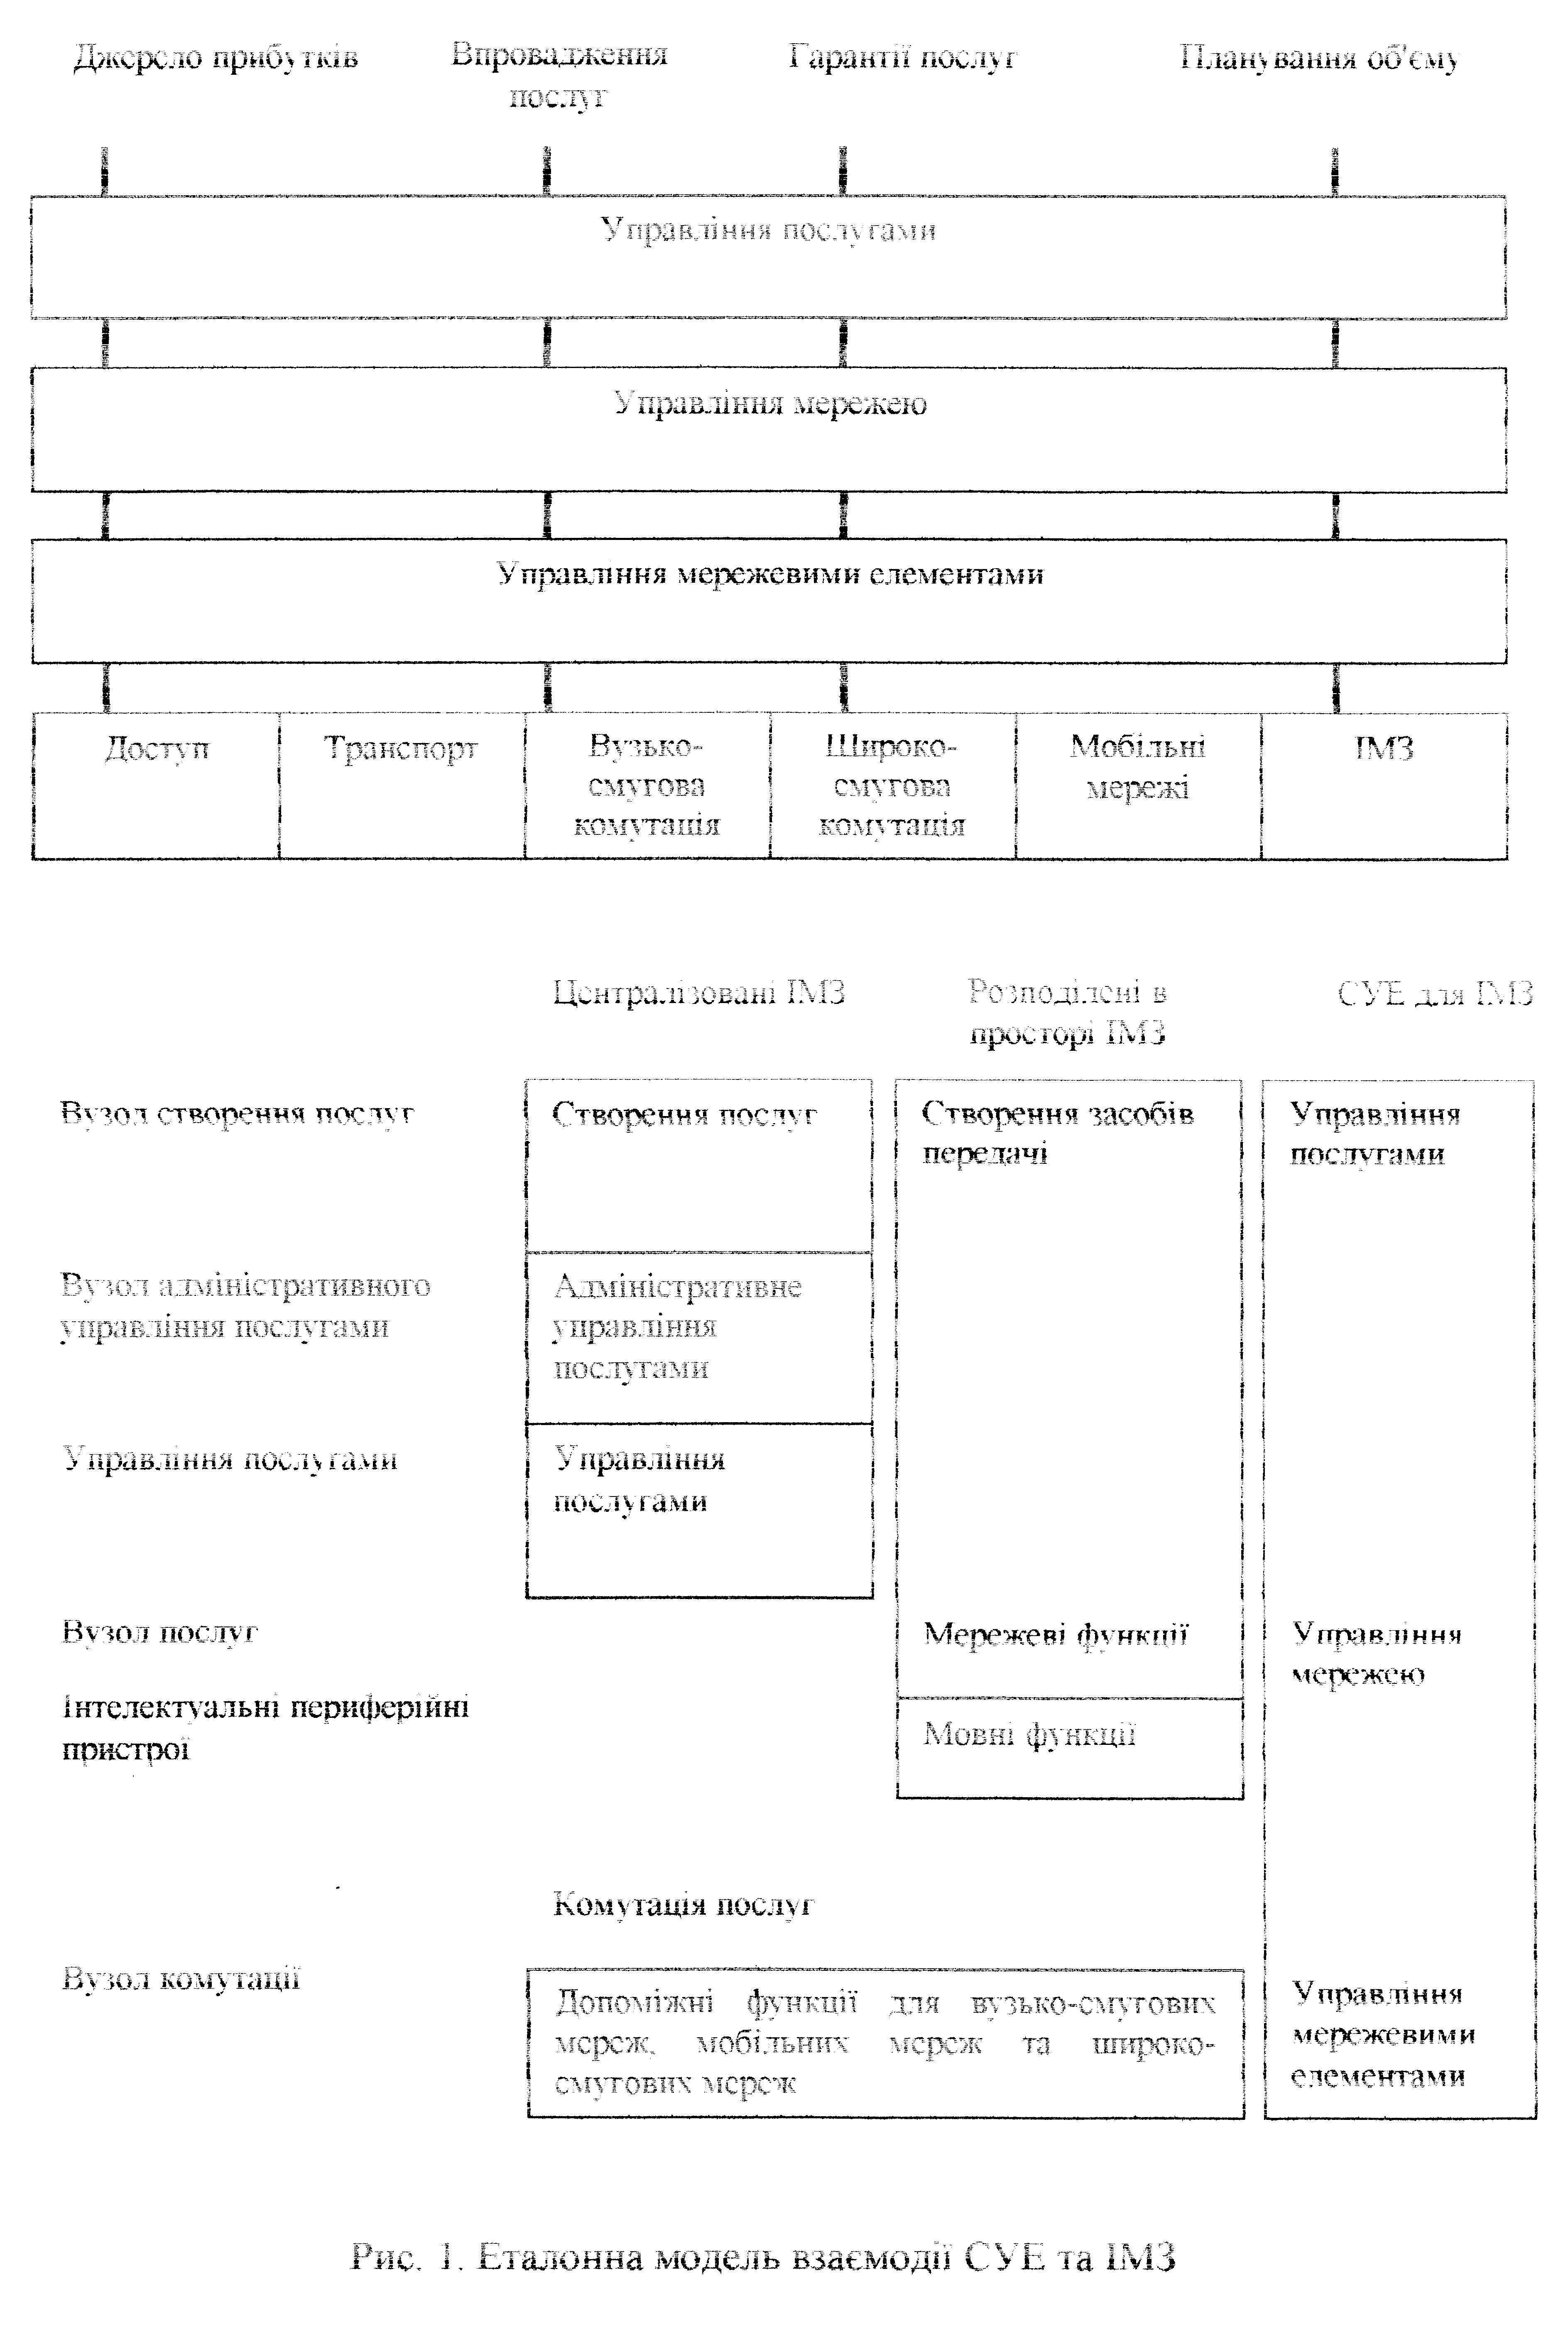 Джерело прибутків
Впровадження
послуг
Гарантії послуг
Планування об'єму
Управління послугами
Управління мережею
Управління мережевими елементами
Доступ
Транспорт
Вузько-
смугова
комутація
Широко-
смугова
комутація
Мобільні
мережі
ІМЗ
Централізовані ІМЗ
Розподілені в
просторі ІМЗ
СУЕ для ІМЗ
Вузол створення послуг
Створення послуг
Створення засобів
передачі
Управління
послугами
Вузол адміністративного
управління послугами
Адміністративне
управління
послугами
Управління послугами
Управління
послугами
Вузол послуг
Мережеві функції
Управління
мережею
Інтелектуальні периферійні
пристрої
Мовні функції
Комутація послуг
Вузол комутації
Допоміжні функції для вузько-смугових
мереж, мобільних мереж та широко-
смугових мереж
Управління
мережевими
елементами
Рис. 1. Еталонна модель взаємодії СУЕ та ІМЗ